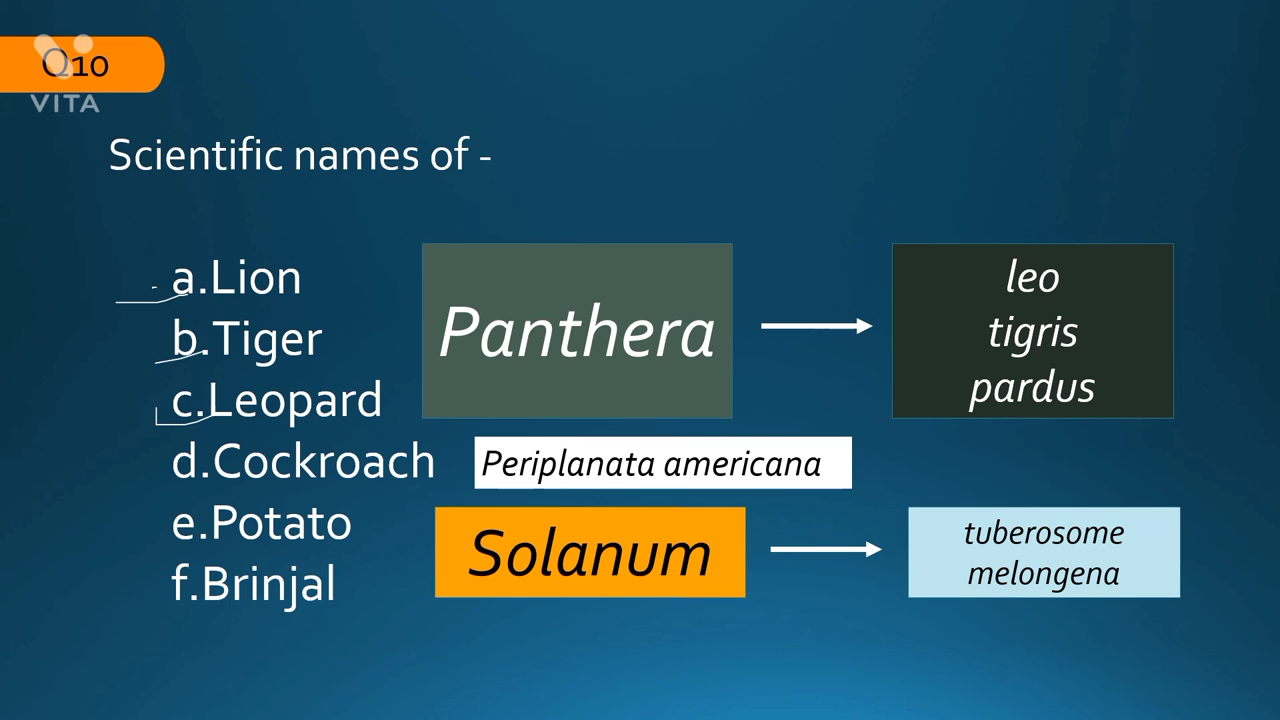 Q10
VITA
Scientific names of -
a.Lion
b.Tiger
c.Leopard
d.Cockroach
e.Potato
f.Brinjal
Panthera
leo
tigris
pardus
Periplanata americana
Solanum
tuberosome
melongena